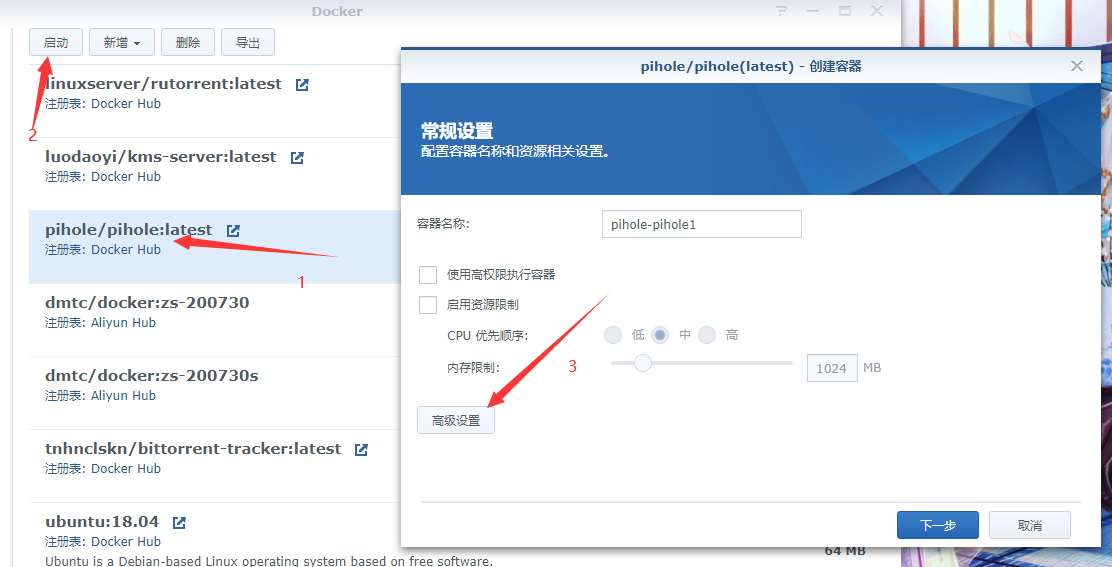 Docker
启动
新增
删除
导出
linuxserver/rutorrent:latest
注册表: Docker Hub
2
luodaoyi/kms-server:latest
注册表: Docker Hub
pihole/pihole:latest
注册表: Docker Hub
1
dmtc/docker:zs-200730
注册表: Aliyun Hub
dmtc/docker:zs-200730s
注册表: Aliyun Hub
tnhnclskn/bittorrent-tracker:latest
注册表: Docker Hub
ubuntu:18.04
注册表: Docker Hub
Ubuntu is a Debian-based Linux operating system based on free software.
64 MB
pihole/pihole(latest) - 创建容器
常规设置
配置容器名称和资源相关设置。
容器名称:
pihole-pihole1
使用高权限执行容器
启用资源限制
CPU 优先顺序:
低
中
高
内存限制:
1024
MB
3
高级设置
下一步
取消